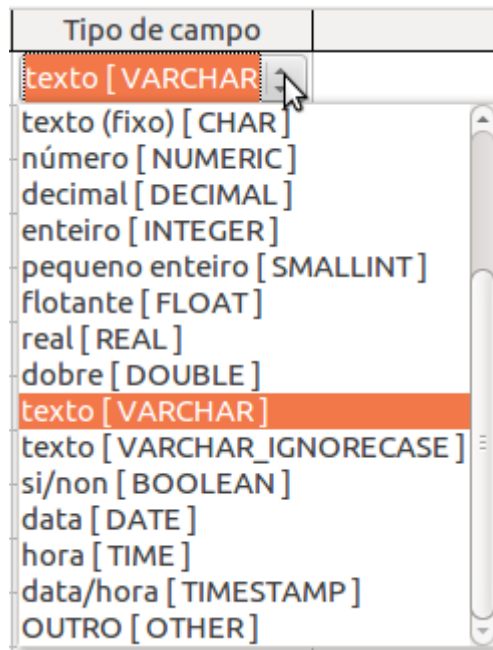 Tipo de campo
texto [ VARCHAR
texto (fixo) [ CHAR ]
número [ NUMERIC ]
decimal [ DECIMAL ]
enteiro [ INTEGER ]
pequeno enteiro [ SMALLINT ]
flotante [ FLOAT ]
real [ REAL ]
dobre [ DOUBLE ]
texto [ VARCHAR ]
texto [ VARCHAR_IGNORECASE ]
si/non [ BOOLEAN ]
data [ DATE ]
hora [ TIME ]
data/hora [ TIMESTAMP ]
OUTRO [ OTHER ]